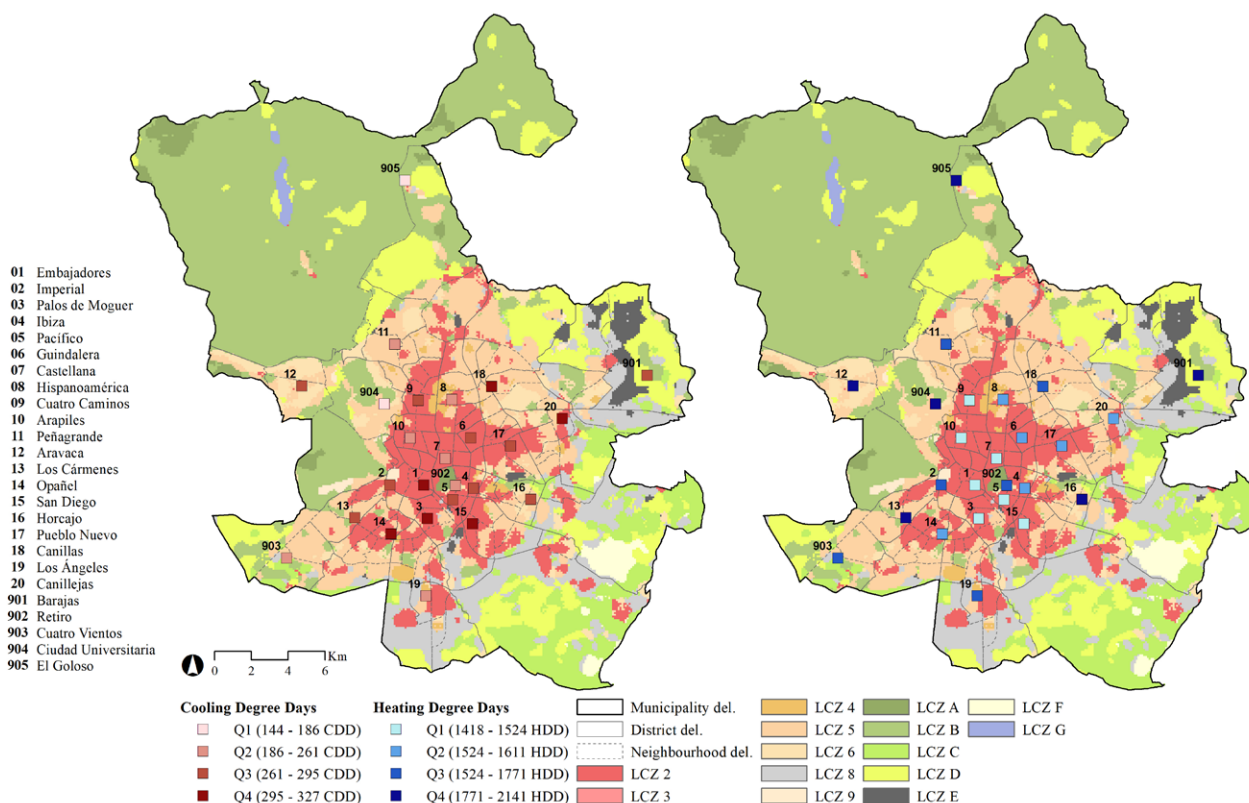 905
11
12
18
901
9
8
904
20
10
6
17
7
2
1
902
4
5
16
13
3
15
14
903
19
905
11
12
18
901
9
8
904
20
10
6
17
7
2
1
902
4
5
16
13
3
15
14
903
19
01 Embajadores
02 Imperial
03 Palos de Moguer
04 Ibiza
05 Pacífico
06 Guindalera
07 Castellana
08 Hispanoamérica
09 Cuatro Caminos
10 Arapiles
11 Peñagrande
12 Aravaca
13 Los Cármenes
14 Opañel
15 San Diego
16 Horcajo
17 Pueblo Nuevo
18 Canillas
19 Los Ángeles
20 Canillejas
901 Barajas
902 Retiro
903 Cuatro Vientos
904 Ciudad Universitaria
905 El Goloso
Km
0 2 4 6
Cooling Degree Days
Q1 (144 - 186 CDD)
Q2 (186 - 261 CDD)
Q3 (261 - 295 CDD)
Q4 (295 - 327 CDD)
Heating Degree Days
Q1 (1418 - 1524 HDD)
Q2 (1524 - 1611 HDD)
Q3 (1524 - 1771 HDD)
Q4 (1771 - 2141 HDD)
Municipality del.
District del.
Neighbourhood del.
LCZ 2
LCZ 3
LCZ 4
LCZ 5
LCZ 6
LCZ 8
LCZ 9
LCZ A
LCZ B
LCZ C
LCZ D
LCZ E
LCZ F
LCZ G